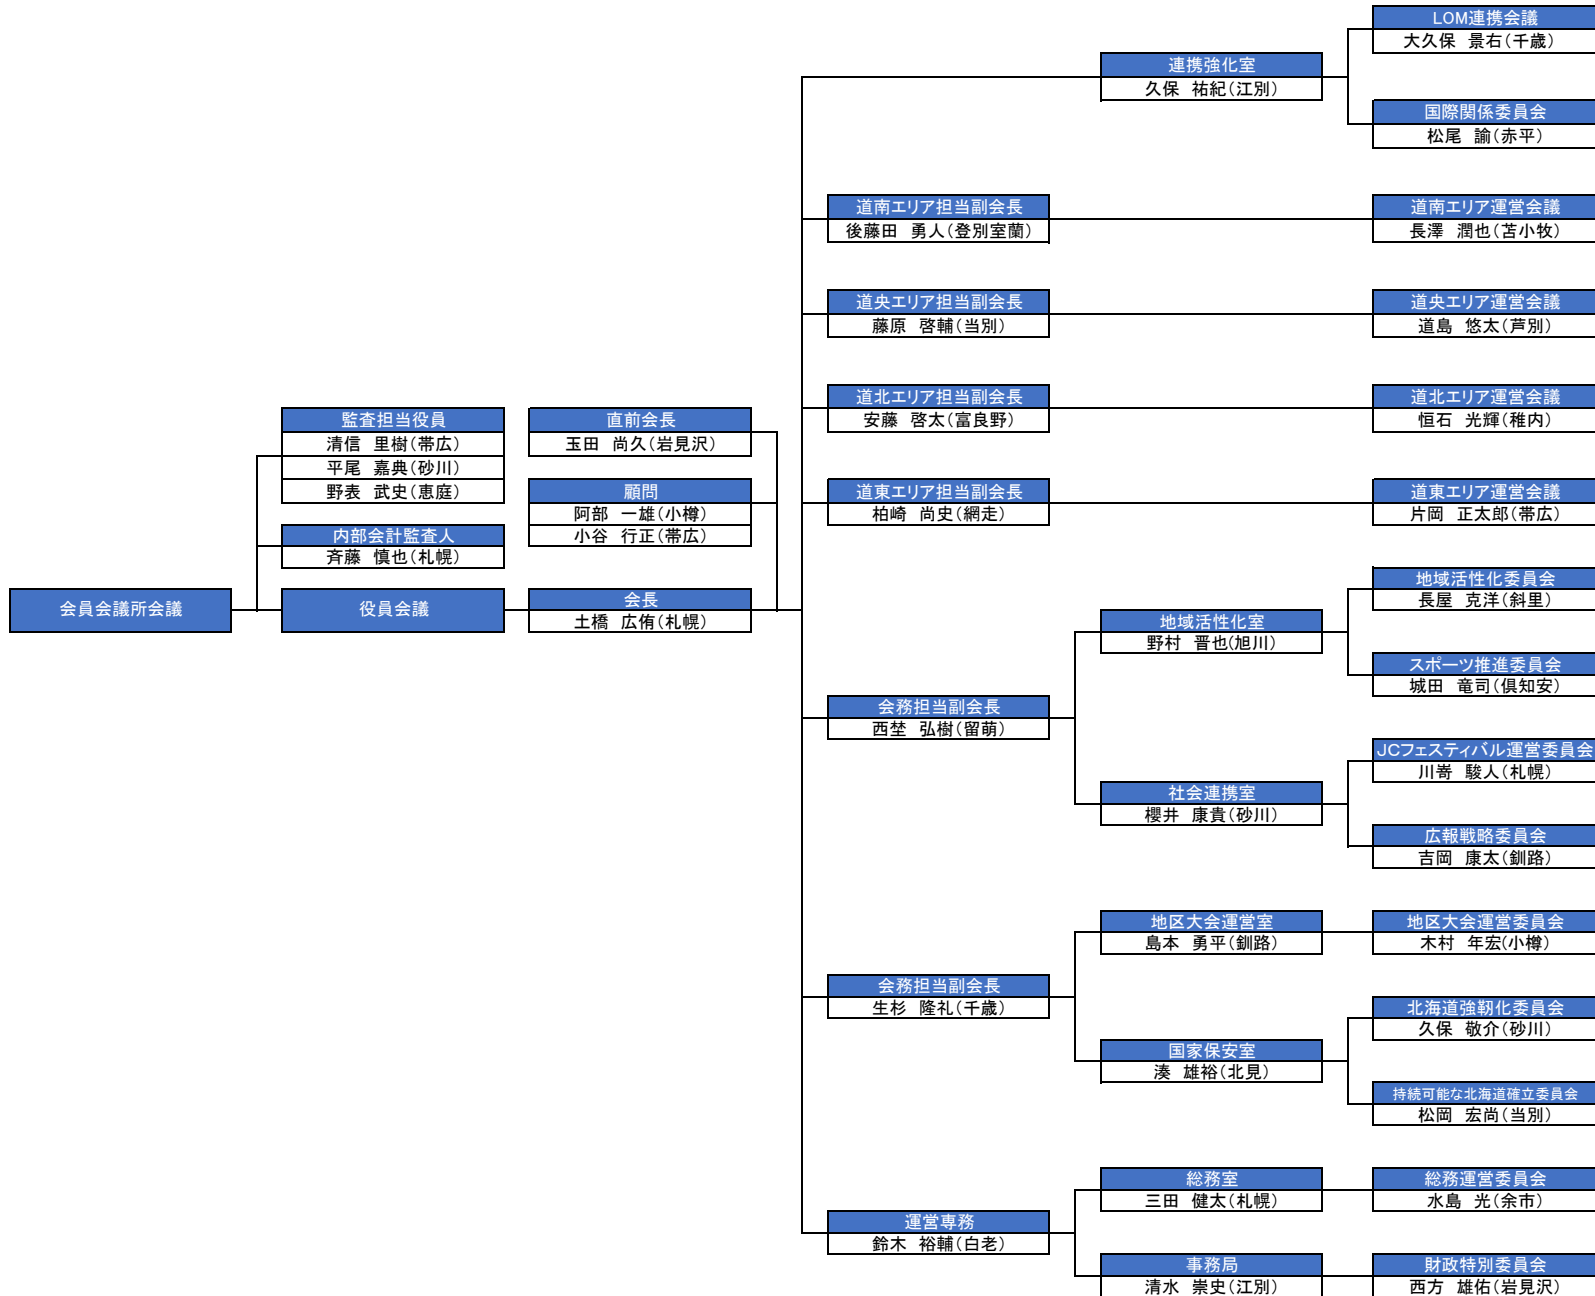 LOM連携会議
大久保 景右(千歳)
連携強化室
久保 祐紀(江別)
国際関係委員会
松尾 諭(赤平)
道南エリア担当副会長
後藤田 勇人(登別室蘭)
道南エリア運営会議
長澤 潤也(苫小牧)
道央エリア担当副会長
藤原 啓輔(当別)
道央エリア運営会議
道島 悠太(芦別)
道北エリア担当副会長
安藤 啓太(富良野)
道北エリア運営会議
恒石 光輝(稚内)
監査担当役員
清信 里樹(帯広)
平尾 嘉典(砂川)
野表 武史(恵庭)
直前会長
玉田 尚久(岩見沢)
顧問
阿部 一雄(小樽)
小谷 行正(帯広)
道東エリア担当副会長
柏崎 尚史(網走)
道東エリア運営会議
片岡 正太郎(帯広)
内部会計監査人
斉藤 慎也(札幌)
会員会議所会議
役員会議
会長
土橋 広侑(札幌)
地域活性化委員会
長屋 克洋(斜里)
地域活性化室
野村 晋也(旭川)
スポーツ推進委員会
城田 竜司(倶知安)
会務担当副会長
西埜 弘樹(留萌)
JCフェスティバル運営委員会
川嵜 駿人(札幌)
社会連携室
櫻井 康貴(砂川)
広報戦略委員会
吉岡 康太(釧路)
地区大会運営室
島本 勇平(釧路)
地区大会運営委員会
木村 年宏(小樽)
会務担当副会長
生杉 隆礼(千歳)
北海道強靭化委員会
久保 敬介(砂川)
国家保安室
湊 雄裕(北見)
持続可能な北海道確立委員会
松岡 宏尚(当別)
総務室
三田 健太(札幌)
総務運営委員会
水島 光(余市)
運営専務
鈴木 裕輔(白老)
事務局
清水 崇史(江別)
財政特別委員会
西方 雄佑(岩見沢)